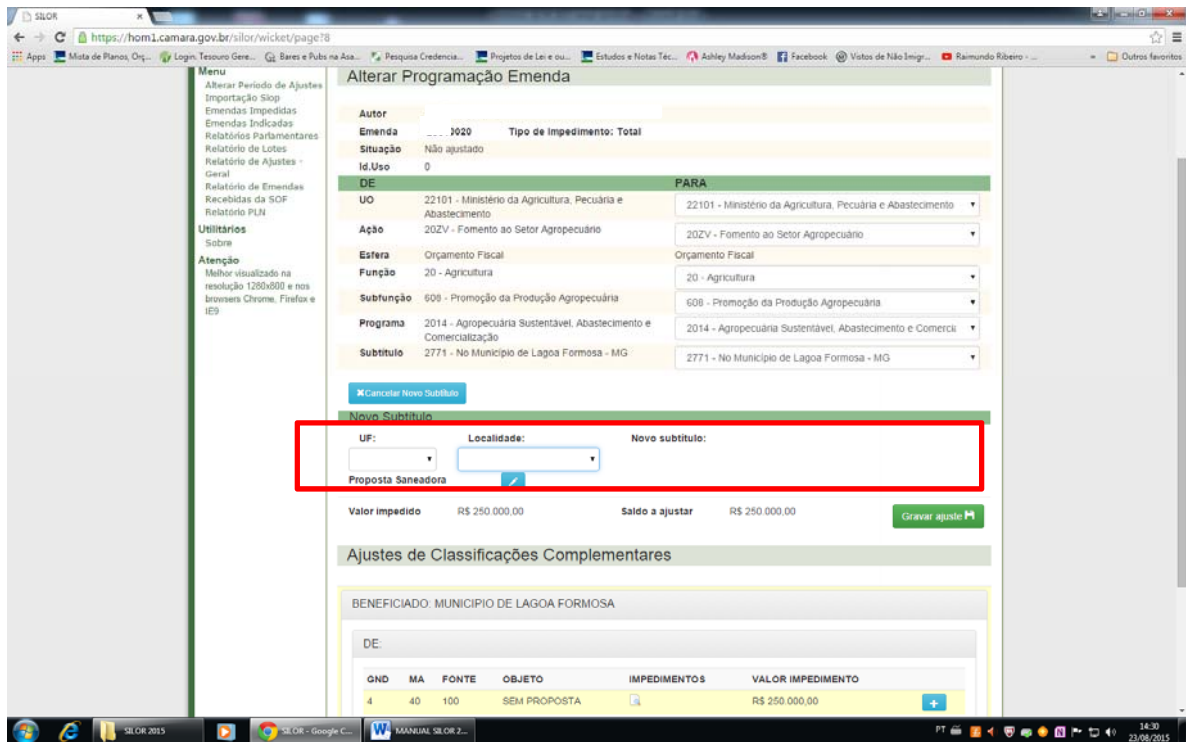 SILOR
https://hom1.camara.gov.br/silor/wicket/page?8
Apps Mista de Planos, Orç... Login Tesouro Gere... Bares e Pubs na Asa... Pesquisa Credencia... Projetos de Lei e ou... Estudos e Notas Téc... Ashley Madison® Facebook Vistos de Não Imigr... Raimundo Ribeiro - ... » Outros favoritos
Menu
Alterar Período de Ajustes
Importação Siop
Emendas Impedidas
Emendas Indicadas
Relatórios Parlamentares
Relatório de Lotes
Relatório de Ajustes -
Geral
Relatório de Emendas
Recebidas da SOF
Relatório PLN
Utilitários
Sobre
Atenção
Melhor visualizado na
resolução 1280x800 e nos
browsers Chrome, Firefox e
IE9
Alterar Programação Emenda
Autor
Emenda 0020 Tipo de Impedimento: Total
Situação Não ajustado
Id.Uso 0
DE PARA
UO 22101 - Ministério da Agricultura, Pecuária e
Abastecimento
22101 - Ministério da Agricultura, Pecuária e Abastecimento
Ação 20ZV - Fomento ao Setor Agropecuário 20ZV - Fomento ao Setor Agropecuário
Esfera Orçamento Fiscal Orçamento Fiscal
Função 20 - Agricultura 20 - Agricultura
Subfunção 608 - Promoção da Produção Agropecuária 608 - Promoção da Produção Agropecuária
Programa 2014 - Agropecuária Sustentável, Abastecimento e
Comercialização
2014 - Agropecuária Sustentável, Abastecimento e Comercia
Subtítulo 2771 - No Município de Lagoa Formosa - MG 2771 - No Município de Lagoa Formosa - MG
Cancelar Novo Subtítulo
Novo Subtítulo
UF: Localidade: Novo subtítulo:
Proposta Saneadora
Valor impedido R$ 250.000,00 Saldo a ajustar R$ 250.000,00 Gravar ajuste
Ajustes de Classificações Complementares
BENEFICIADO: MUNICIPIO DE LAGOA FORMOSA
DE:
GND MA FONTE OBJETO IMPEDIMENTOS VALOR IMPEDIMENTO
4 40 100 SEM PROPOSTA R$ 250.000,00
SILOR 2015 SILOR - Google C... MANUAL SILOR 2... PT 14:30
23/08/2015